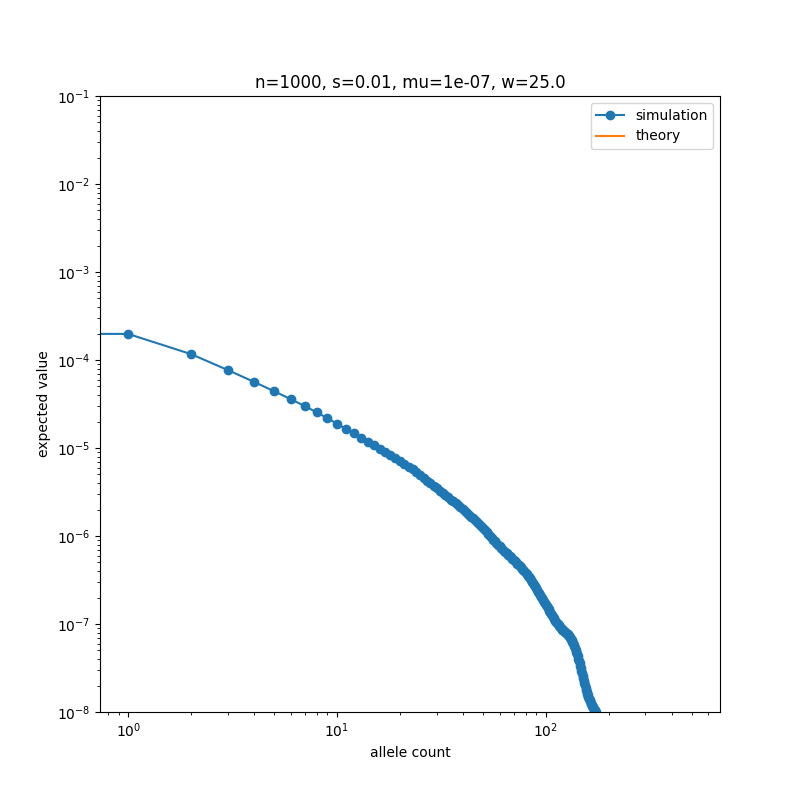 n=1000, s=0.01, mu=1e-07, w=25.0
simulation
theory
10⁻¹
10⁻²
10⁻³
10⁻⁴
10⁻⁵
10⁻⁶
10⁻⁷
10⁻⁸
expected value
10⁰ 10¹ 10²
allele count